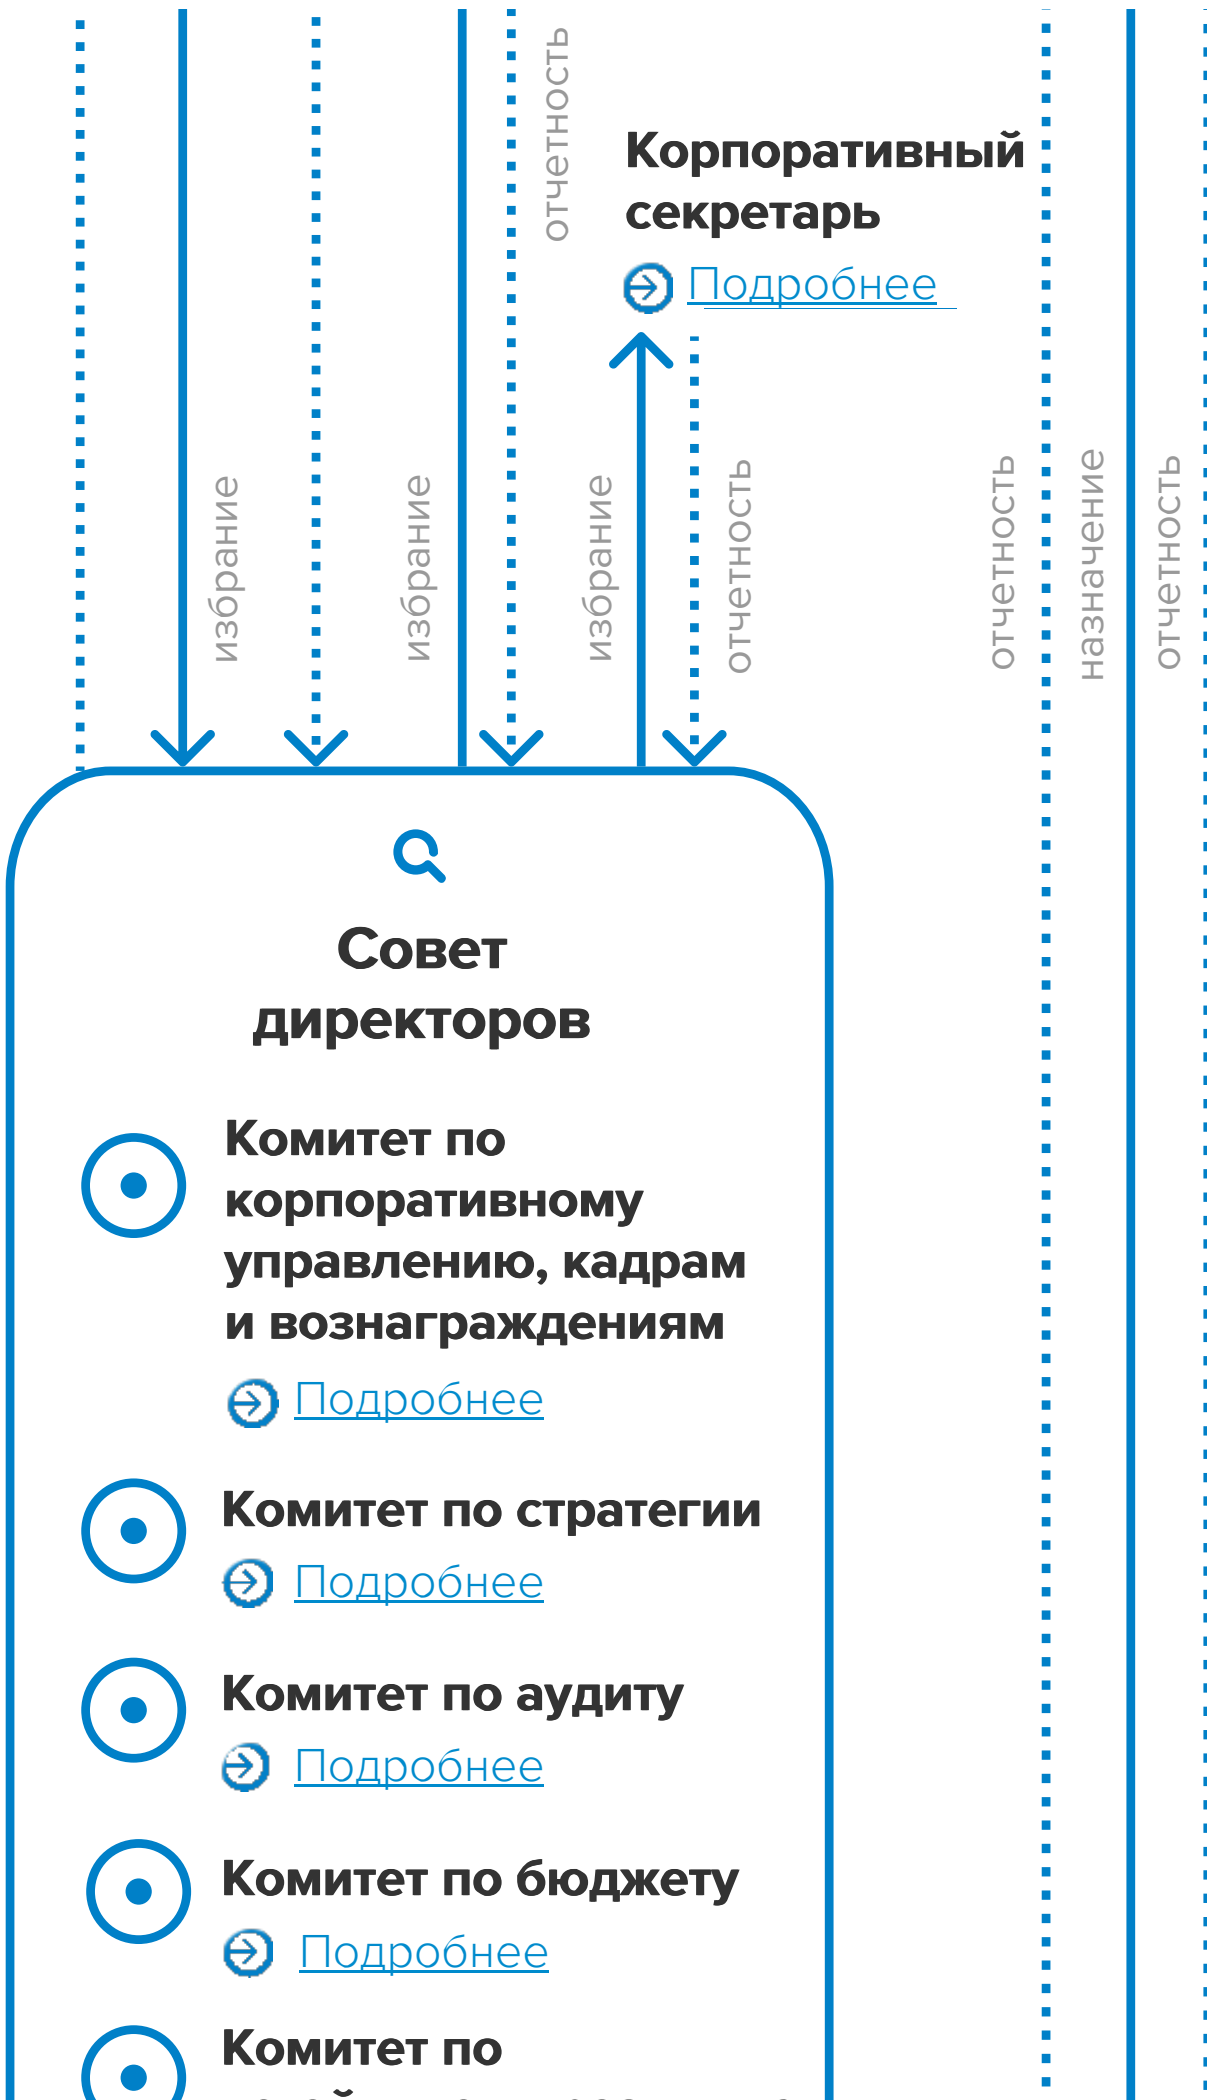 отчетность
Корпоративный
секретарь
Подробнее
избрание
избрание
избрание
отчетность
отчетность
назначение
отчетность
Совет
директоров
Комитет по
корпоративному
управлению, кадрам
и вознаграждениям
Подробнее
Комитет по стратегии
Подробнее
Комитет по аудиту
Подробнее
Комитет по бюджету
Подробнее
Комитет по